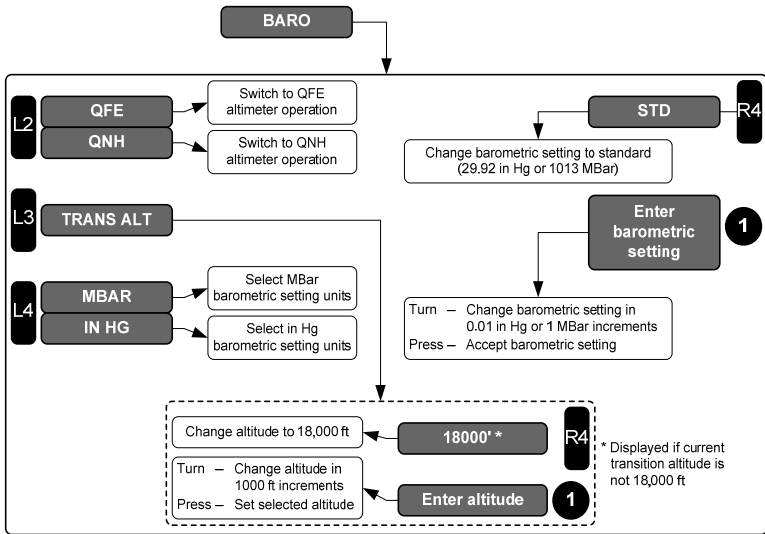 BARO
L2
QFE
Switch to QFE
altimeter operation
QNH
Switch to QNH
altimeter operation
STD
R4
Change barometric setting to standard
(29.92 in Hg or 1013 MBar)
L3
TRANS ALT
Enter
barometric
setting
1
Turn – Change barometric setting in
0.01 in Hg or 1 MBar increments
Press – Accept barometric setting
L4
MBAR
Select MBar
barometric setting units
IN HG
Select in Hg
barometric setting units
Change altitude to 18,000 ft
18000' *
R4
* Displayed if current
transition altitude is
not 18,000 ft
Turn – Change altitude in
1000 ft increments
Press – Set selected altitude
Enter altitude
1